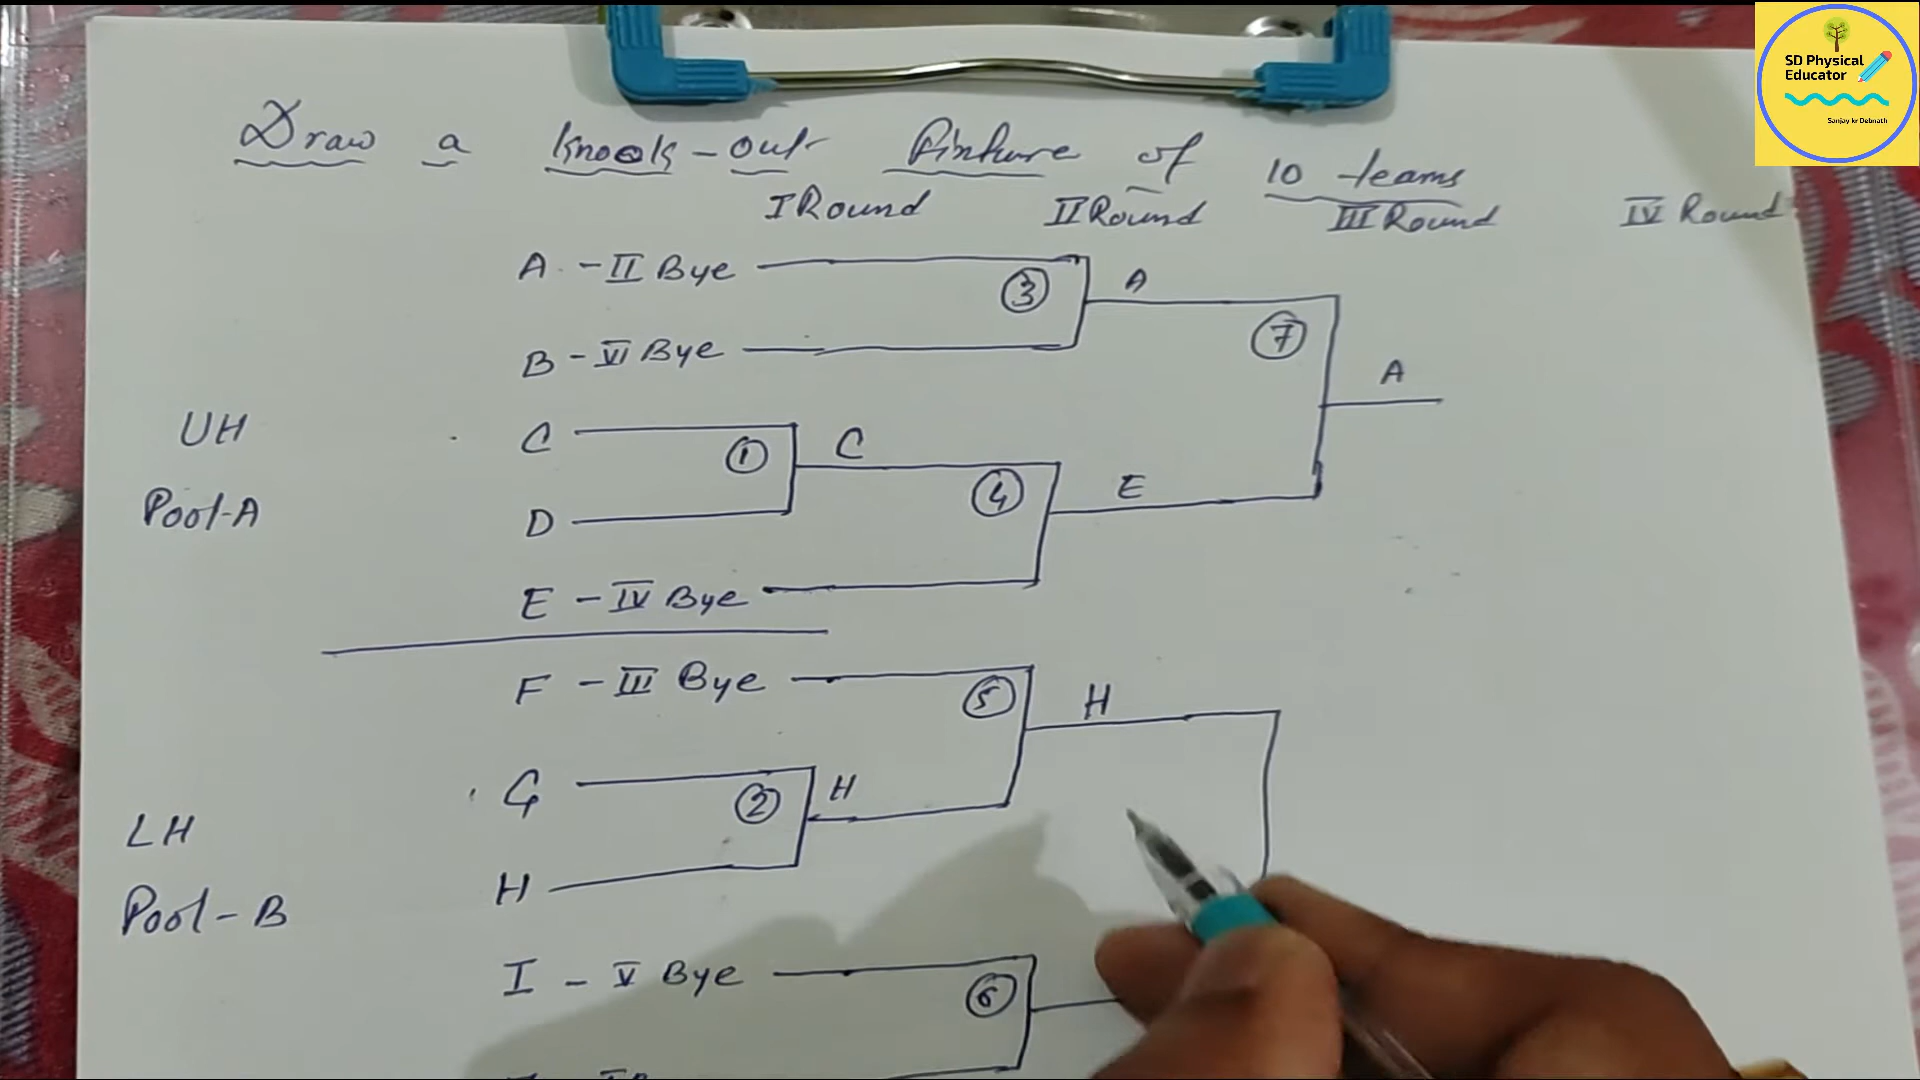 SD Physical
Educator
Sanjay kr Debnath
Draw a Knock-out Fixture of 10 teams
I Round II Round III Round IV Round
A - II Bye
③ A
B - VI Bye
⑦ A
UH
C
① C
④ E
Pool-A
D
E - IV Bye
F - III Bye
⑤ H
G
② H
LH
H
Pool - B
I - V Bye
⑥